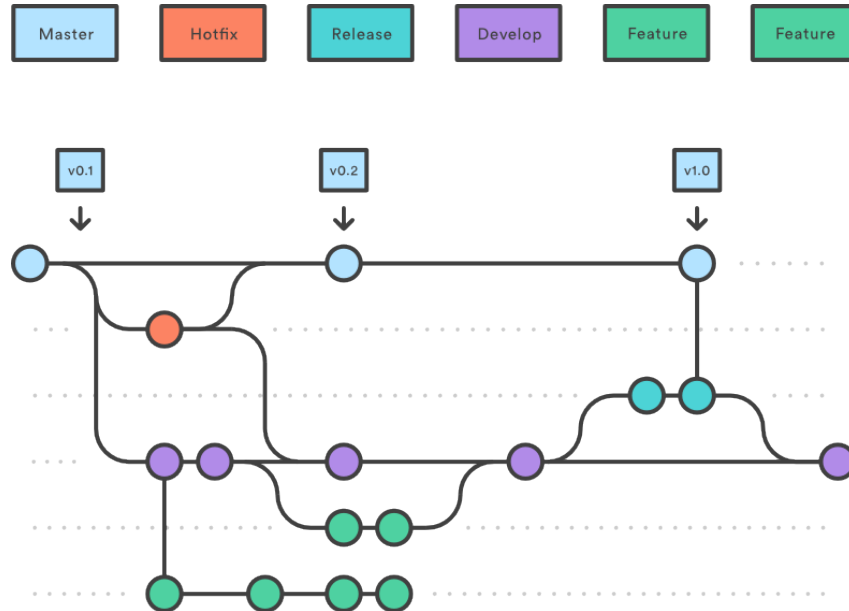 Master
Hotfix
Release
Develop
Feature
Feature
v0.1
v0.2
v1.0